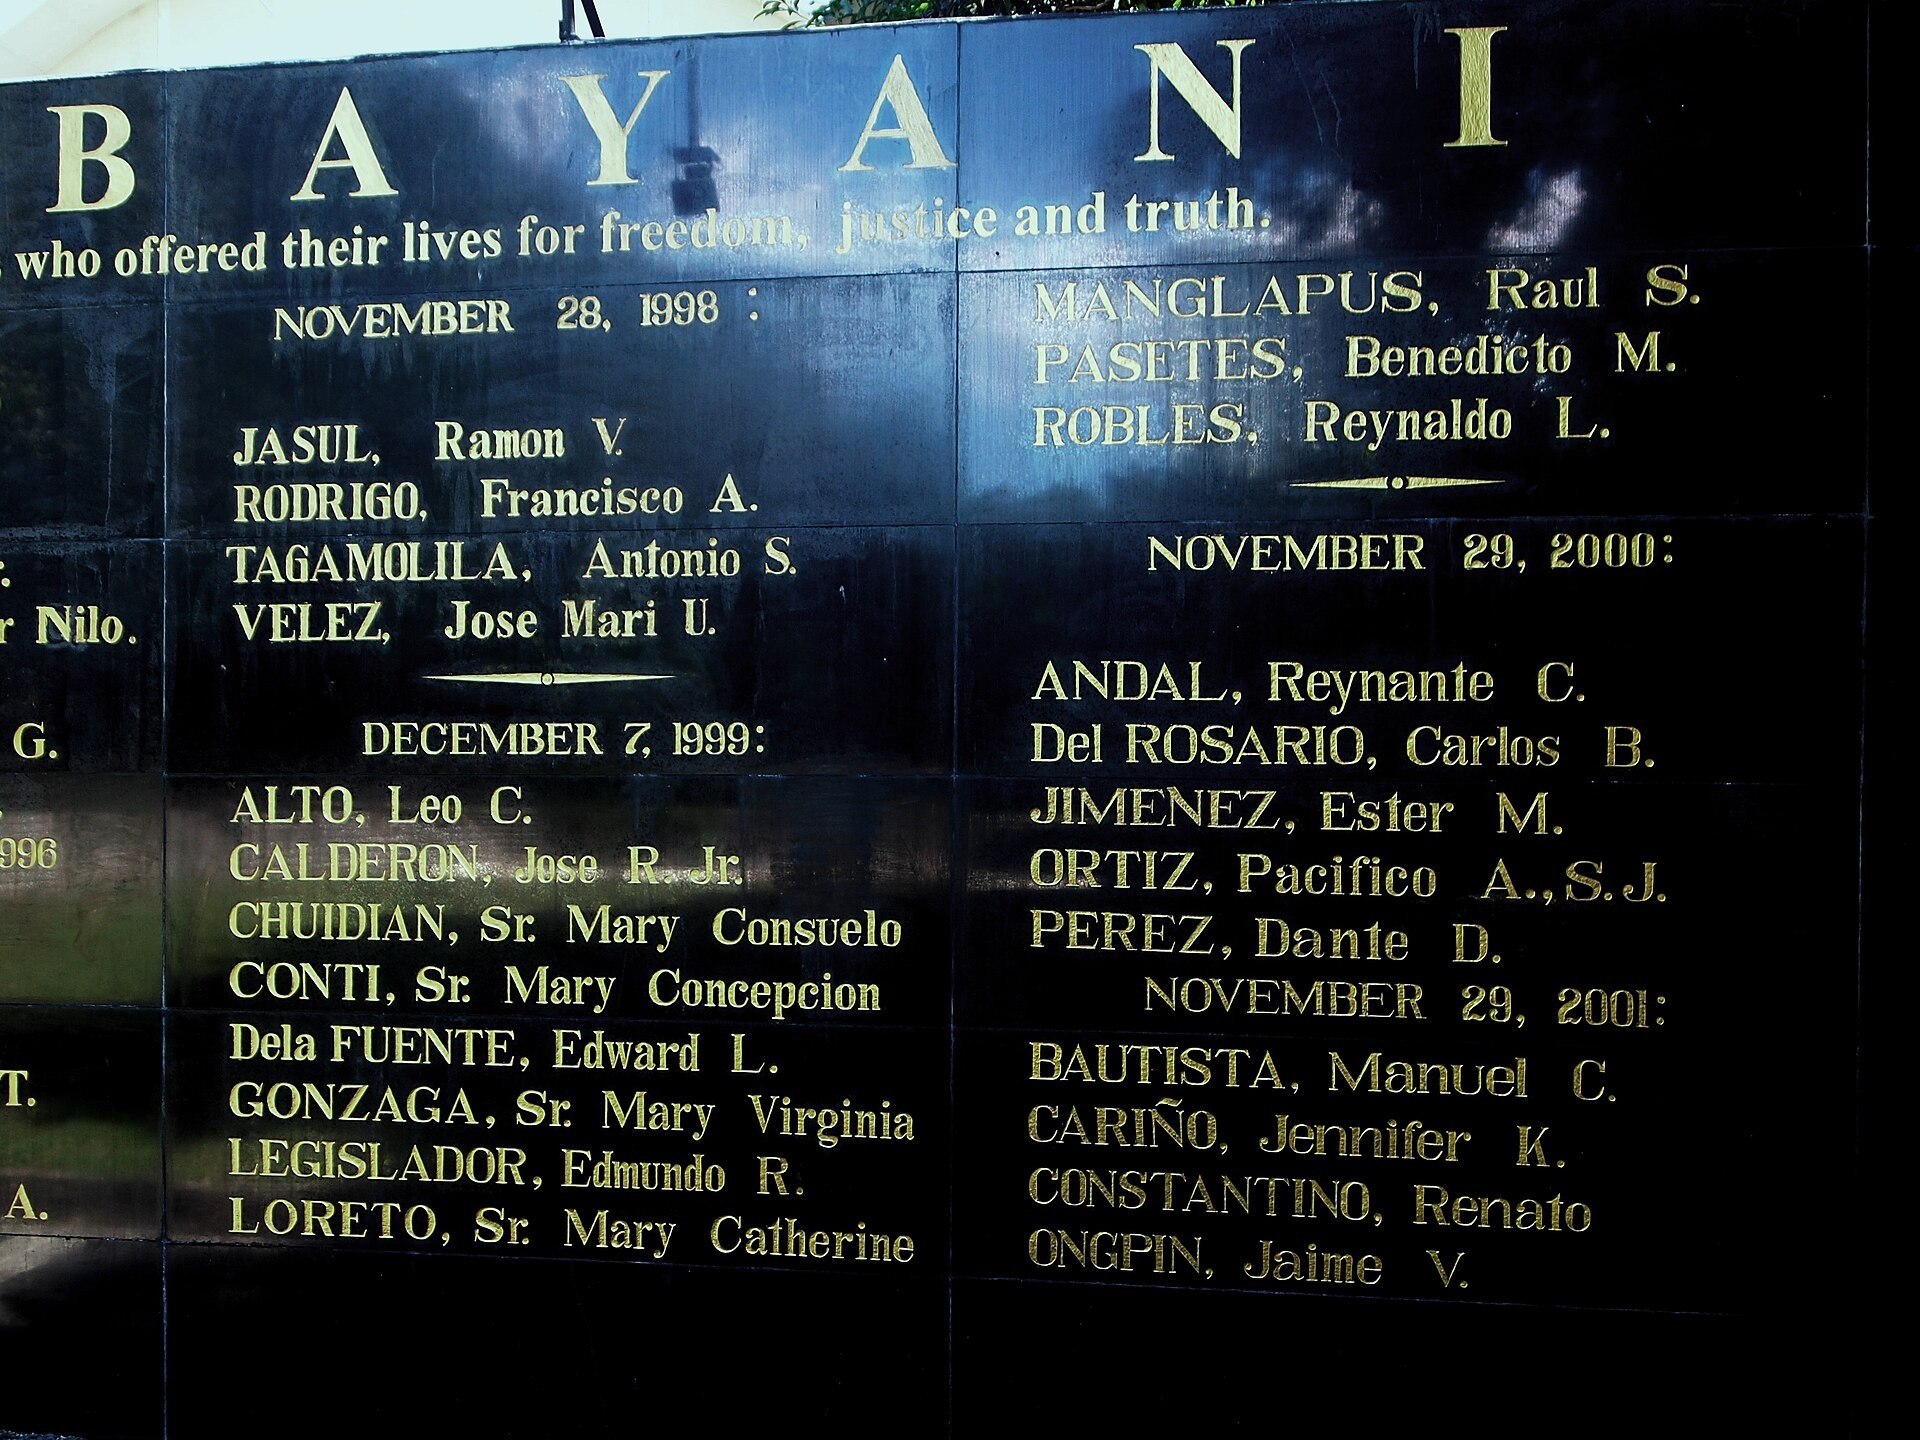 B A Y A N I
, who offered their lives for freedom, justice and truth.
r Nilo.
G.
996
T.
A.
NOVEMBER 28, 1998 :
JASUL, Ramon V.
RODRIGO, Francisco A.
TAGAMOLILA, Antonio S.
VELEZ, Jose Mari U.
DECEMBER 7, 1999:
ALTO, Leo C.
CALDERON, Jose R. Jr.
CHUIDIAN, Sr. Mary Consuelo
CONTI, Sr. Mary Concepcion
Dela FUENTE, Edward L.
GONZAGA, Sr. Mary Virginia
LEGISLADOR, Edmundo R.
LORETO, Sr. Mary Catherine
MANGLAPUS, Raul S.
PASETES, Benedicto M.
ROBLES, Reynaldo L.
NOVEMBER 29, 2000:
ANDAL, Reynante C.
Del ROSARIO, Carlos B.
JIMENEZ, Ester M.
ORTIZ, Pacifico A., S.J.
PEREZ, Dante D.
NOVEMBER 29, 2001:
BAUTISTA, Manuel C.
CARIÑO, Jennifer K.
CONSTANTINO, Renato
ONGPIN, Jaime V.